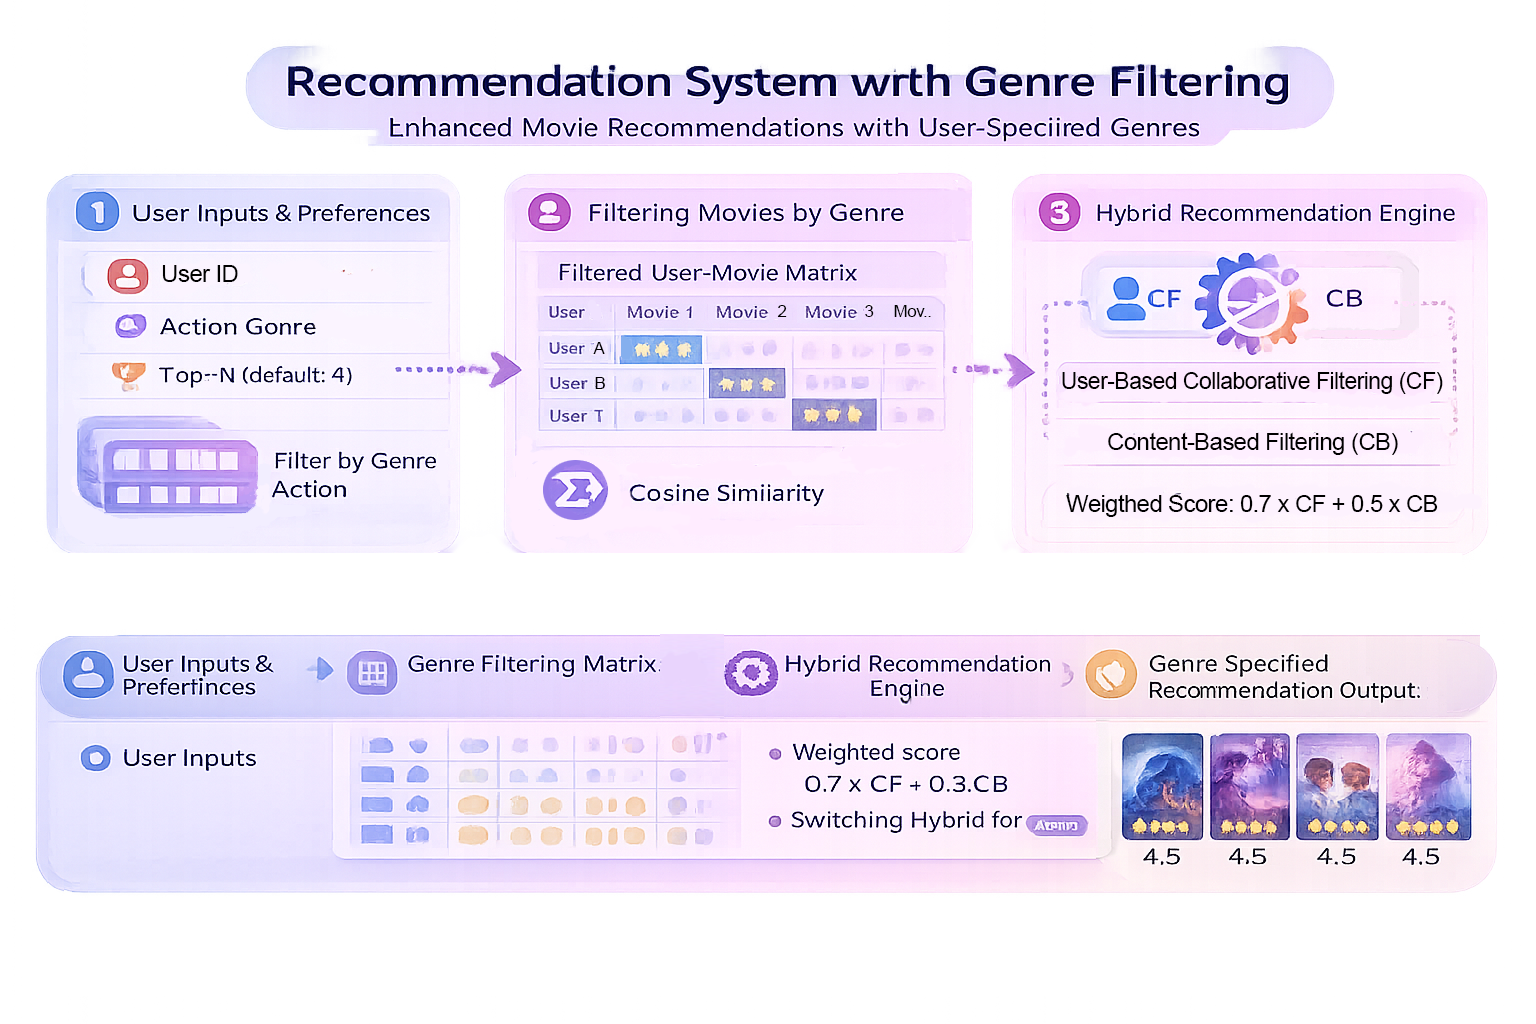 Recommendation System wrth Genre Filtering
Enhanced Movie Recommendations with User-Speciired Genres
1 User Inputs & Preferences
User ID
Action Gonre
Top--N (default: 4)
Filter by Genre
Action
Filtering Movies by Genre
Filtered User-Movie Matrix
User Movie 1 Movie 2 Movie 3 Mov..
User A
User B
User T
Cosine Simiiarity
3 Hybrid Recommendation Engine
CF CB
User-Based Collaborative Filtering (CF)
Content-Based Filtering (CB)
Weigthed Score: 0.7 x CF + 0.5 x CB
User Inputs &
Prefertinces
Genre Filtering Matrix.
Hybrid Recommendation
Engine
Genre Specified
Recommendation Output:
User Inputs
Weighted score
0.7 x CF + 0.3.CB
Switching Hybrid for
4.5 4.5 4.5 4.5